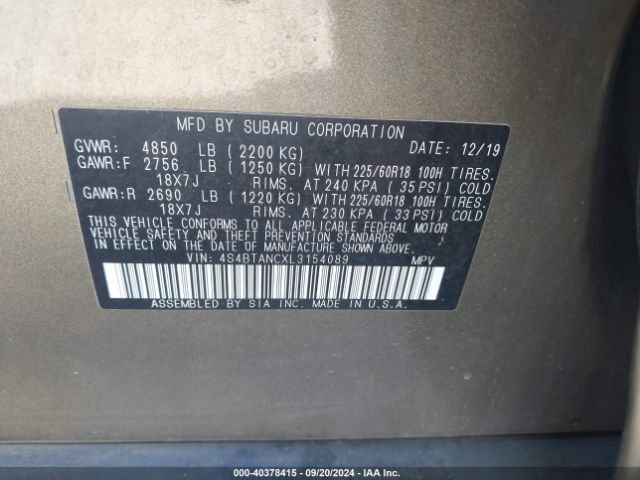 MFD BY SUBARU CORPORATION DATE: 12/19
GVWR: 4850 LB (2200 KG)
GAWR:F 2756 LB (1250 KG) WITH 225/60R18 100H TIRES.
18X7J RIMS. AT 240 KPA (35 PSI) COLD
GAWR:R 2690 LB (1220 KG) WITH 225/60R18 100H TIRES.
18X7J RIMS. AT 230 KPA (33 PSI) COLD
THIS VEHICLE CONFORMS TO ALL APPLICABLE FEDERAL MOTOR
VEHICLE SAFETY AND THEFT PREVENTION STANDARDS
IN EFFECT ON THE DATE OF MANUFACTURE SHOWN ABOVE.
VIN: 4S4BTANCXL3154089 MPV
ASSEMBLED BY SIA INC. MADE IN U.S.A.
000-40378415 - 09/20/2024 - IAA Inc.